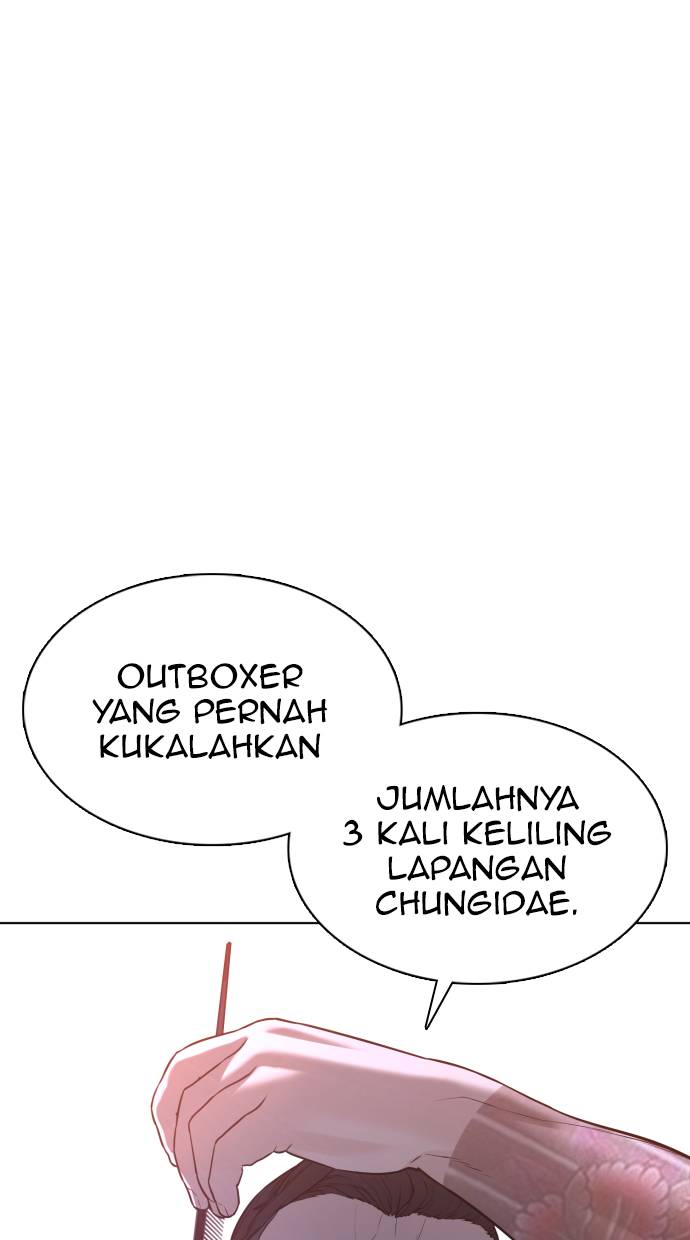 OUTBOXER
YANG PERNAH
KUKALAHKAN
JUMLAHNYA
3 KALI KELILING
LAPANGAN
CHUNGIDAE.